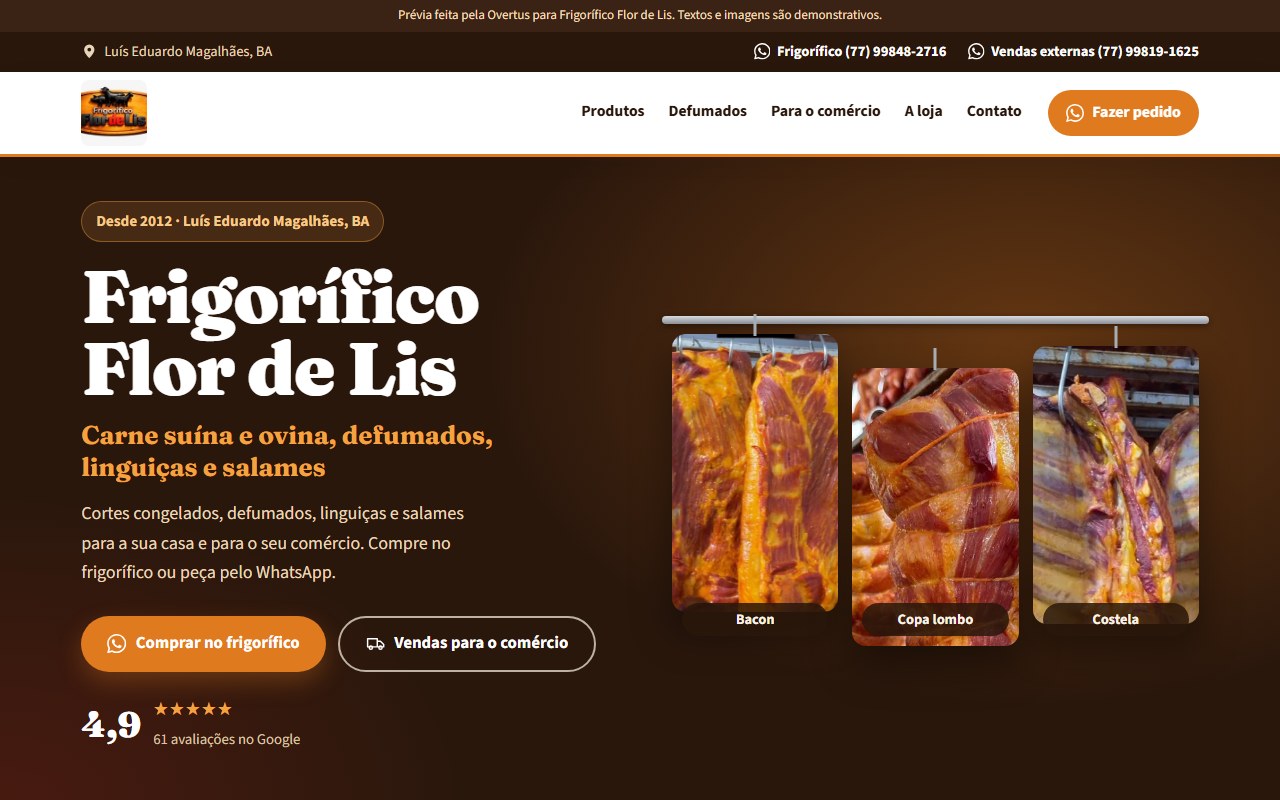 Prévia feita pela Overtus para Frigorífico Flor de Lis. Textos e imagens são demonstrativos.
Luís Eduardo Magalhães, BA
Frigorífico (77) 99848-2716
Vendas externas (77) 99819-1625
Frigorífico
Flor de Lis
Produtos
Defumados
Para o comércio
A loja
Contato
Fazer pedido
Desde 2012 · Luís Eduardo Magalhães, BA
Frigorífico
Flor de Lis
Carne suína e ovina, defumados,
linguiças e salames
Cortes congelados, defumados, linguiças e salames
para a sua casa e para o seu comércio. Compre no
frigorífico ou peça pelo WhatsApp.
Comprar no frigorífico
Vendas para o comércio
4,9
★★★★★
61 avaliações no Google
Bacon
Copa lombo
Costela